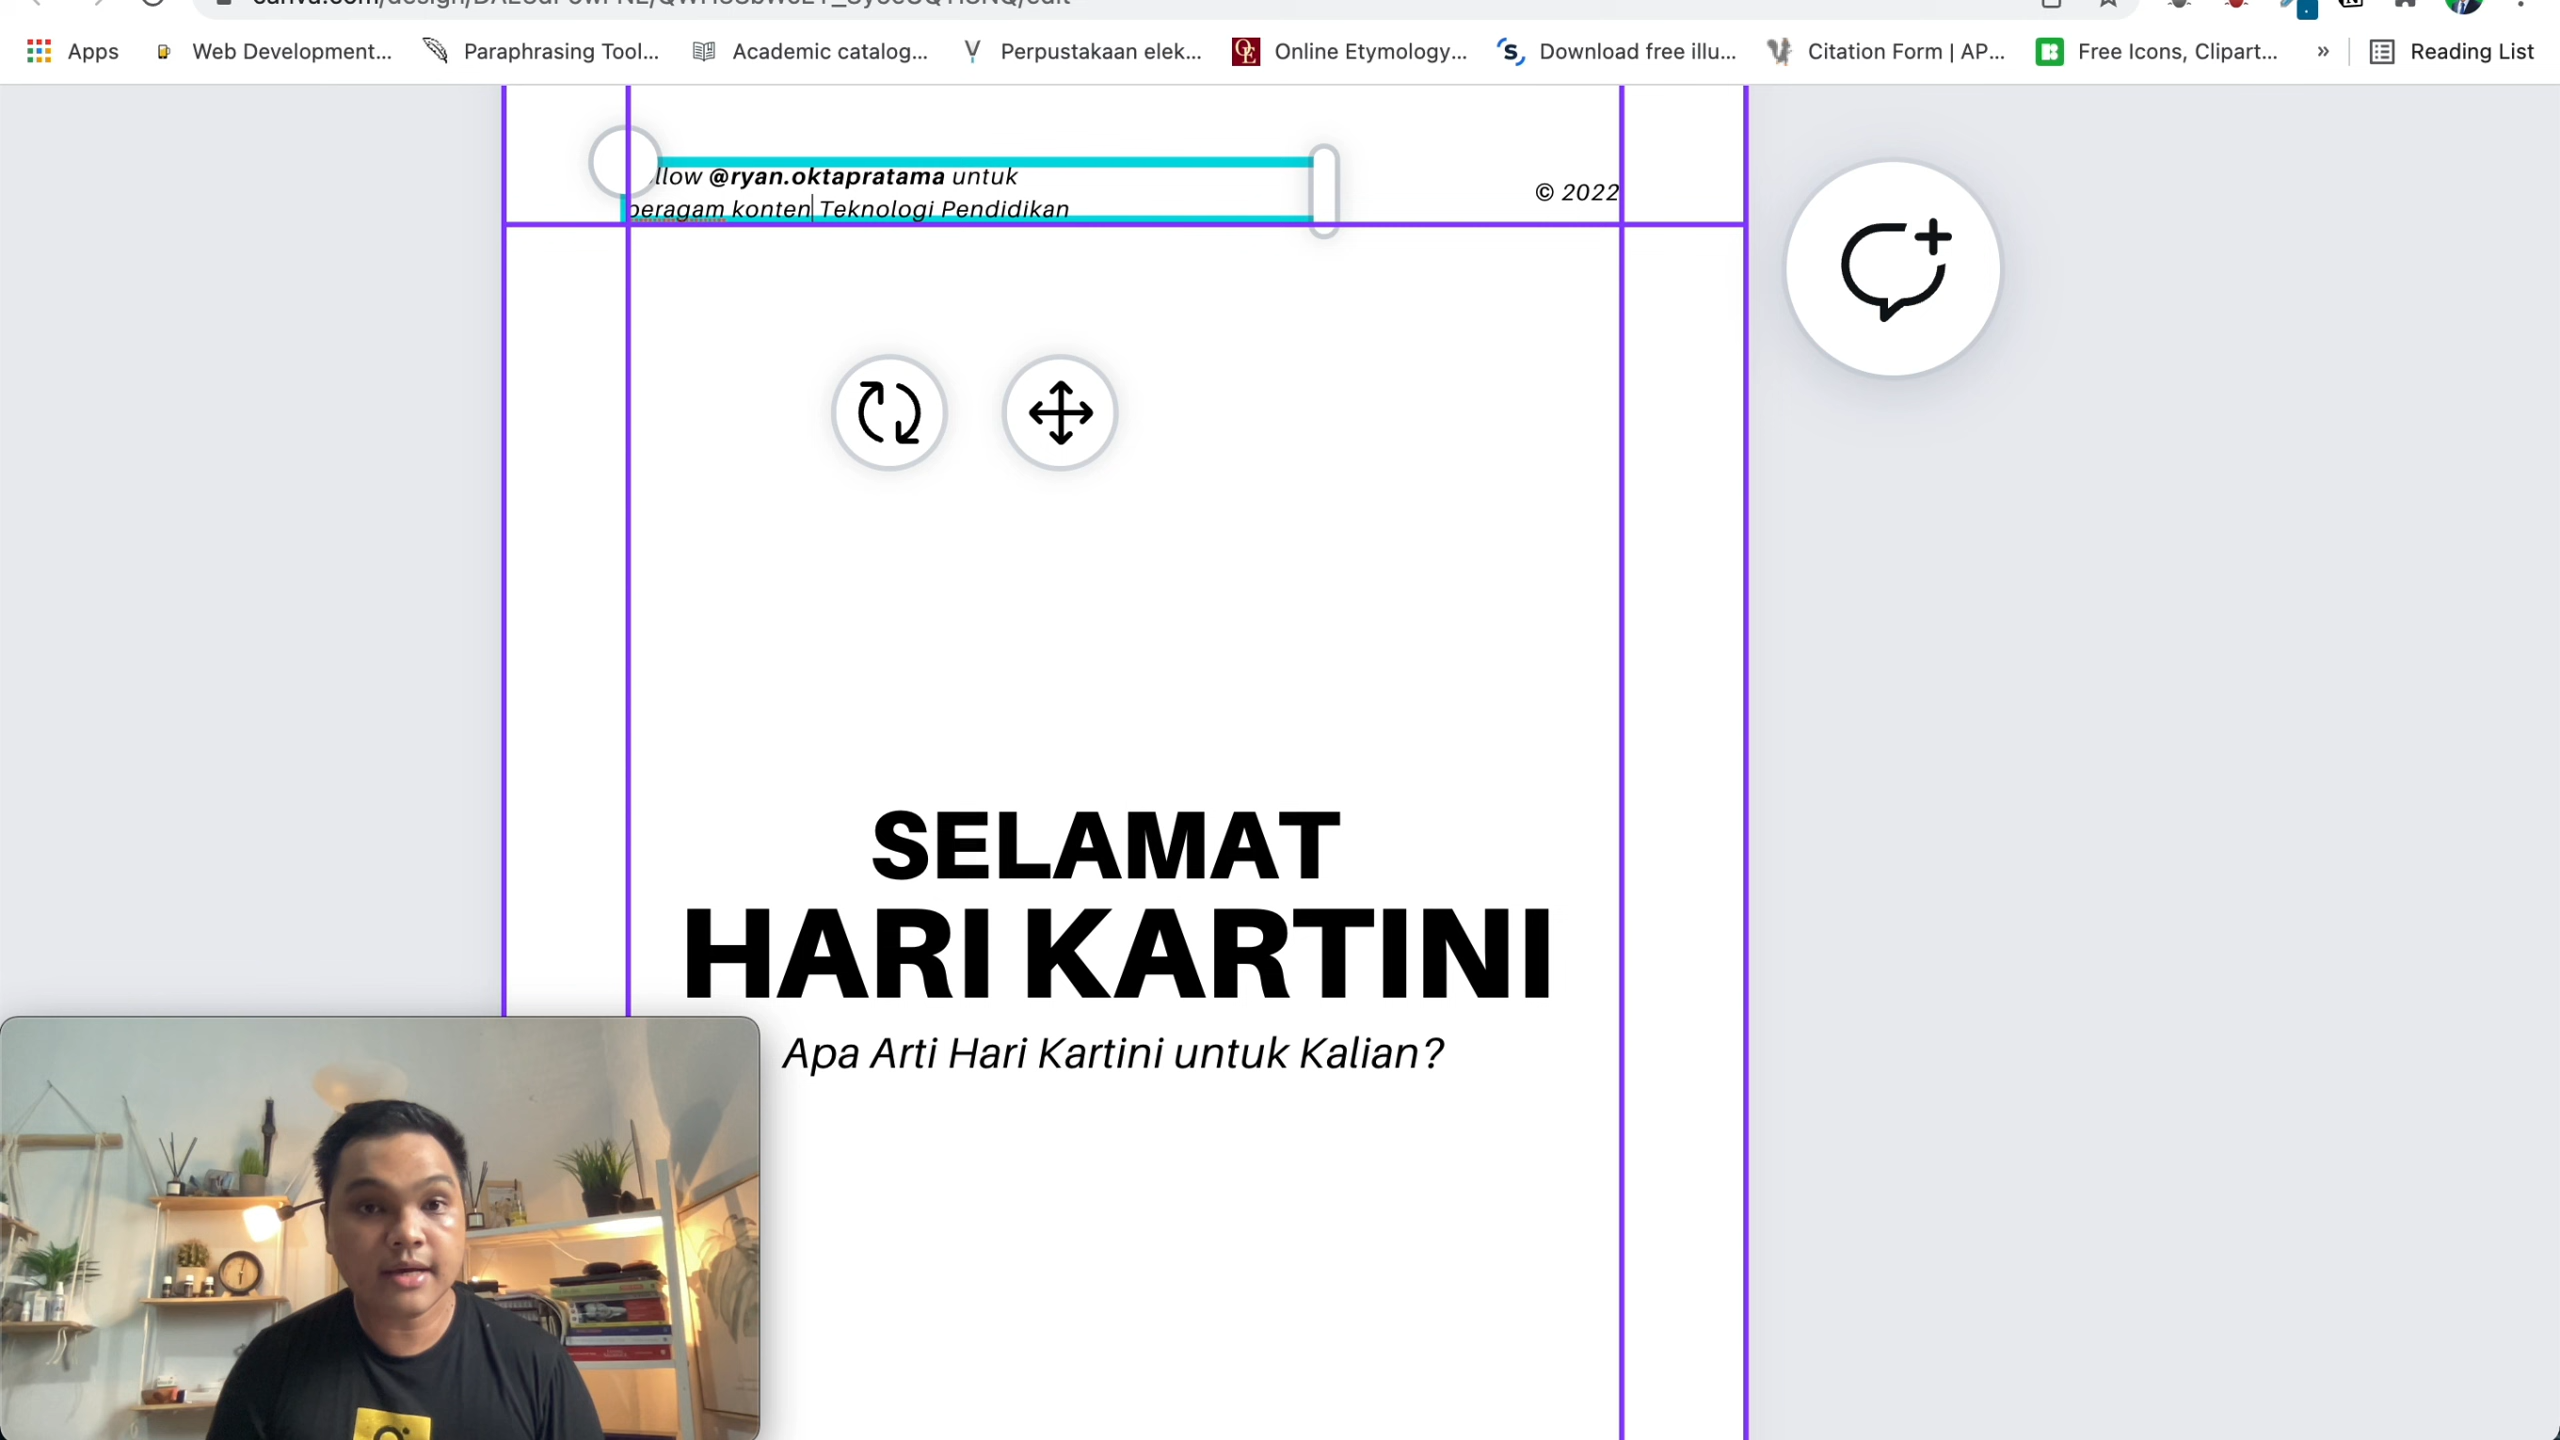 Apps Web Development... Paraphrasing Tool... Academic catalog... Perpustakaan elek... Online Etymology... Download free illu... Citation Form | AP... Free Icons, Clipart... » Reading List
llow @ryan.oktapratama untuk
beragam konten Teknologi Pendidikan
© 2022
SELAMAT
HARI KARTINI
Apa Arti Hari Kartini untuk Kalian?